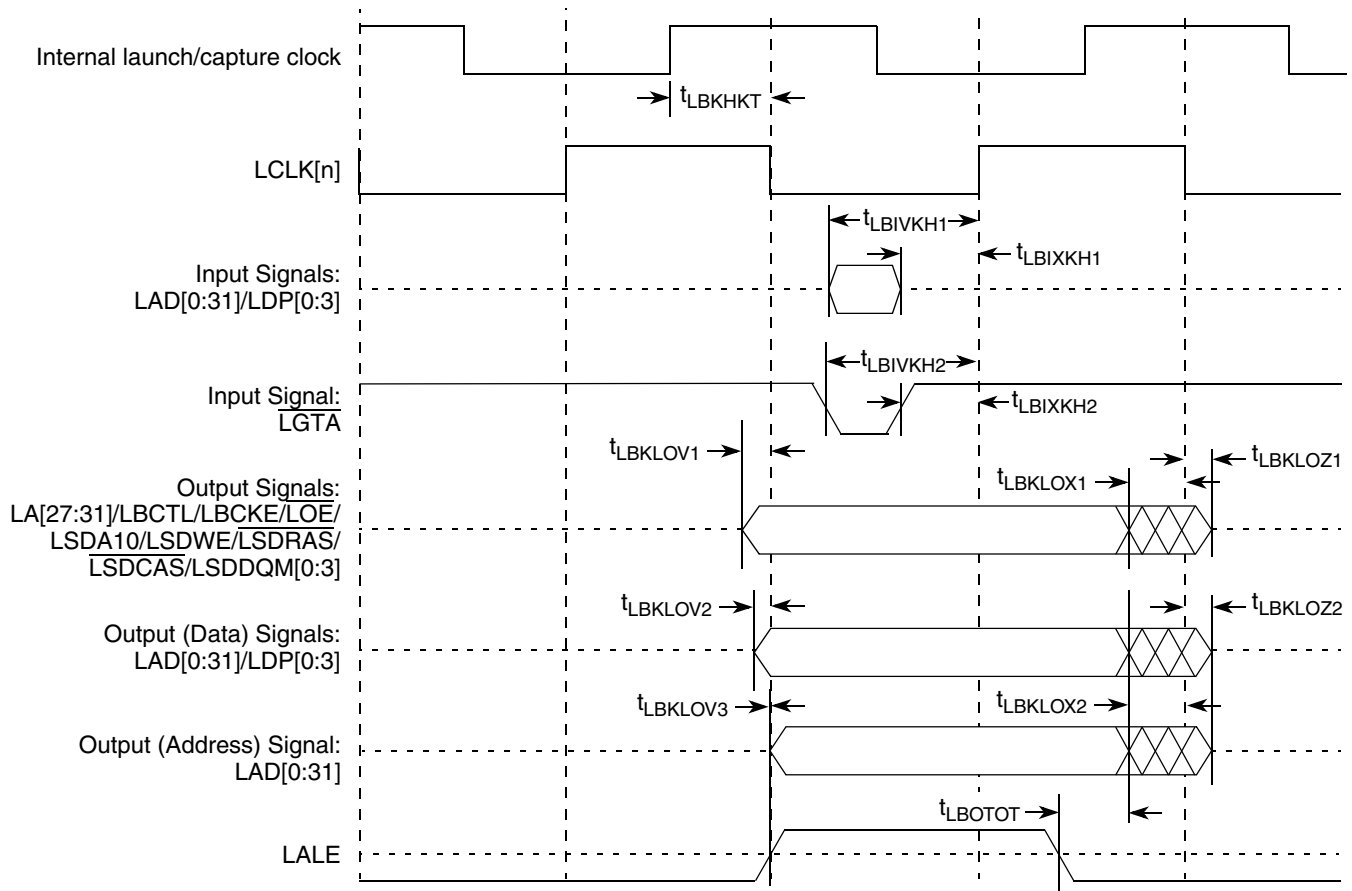 Internal launch/capture clock
tLBKHKT
LCLK[n]
tLBIVKH1
tLBIXKH1
Input Signals:
LAD[0:31]/LDP[0:3]
tLBIVKH2
Input Signal:
LGTA
tLBIXKH2
tLBKLOV1
tLBKLOZ1
tLBKLOX1
Output Signals:
LA[27:31]/LBCTL/LBCKE/LOE/
LSDA10/LSDWE/LSDRAS/
LSDCAS/LSDDQM[0:3]
tLBKLOV2
tLBKLOZ2
Output (Data) Signals:
LAD[0:31]/LDP[0:3]
tLBKLOV3
tLBKLOX2
Output (Address) Signal:
LAD[0:31]
tLBOTOT
LALE